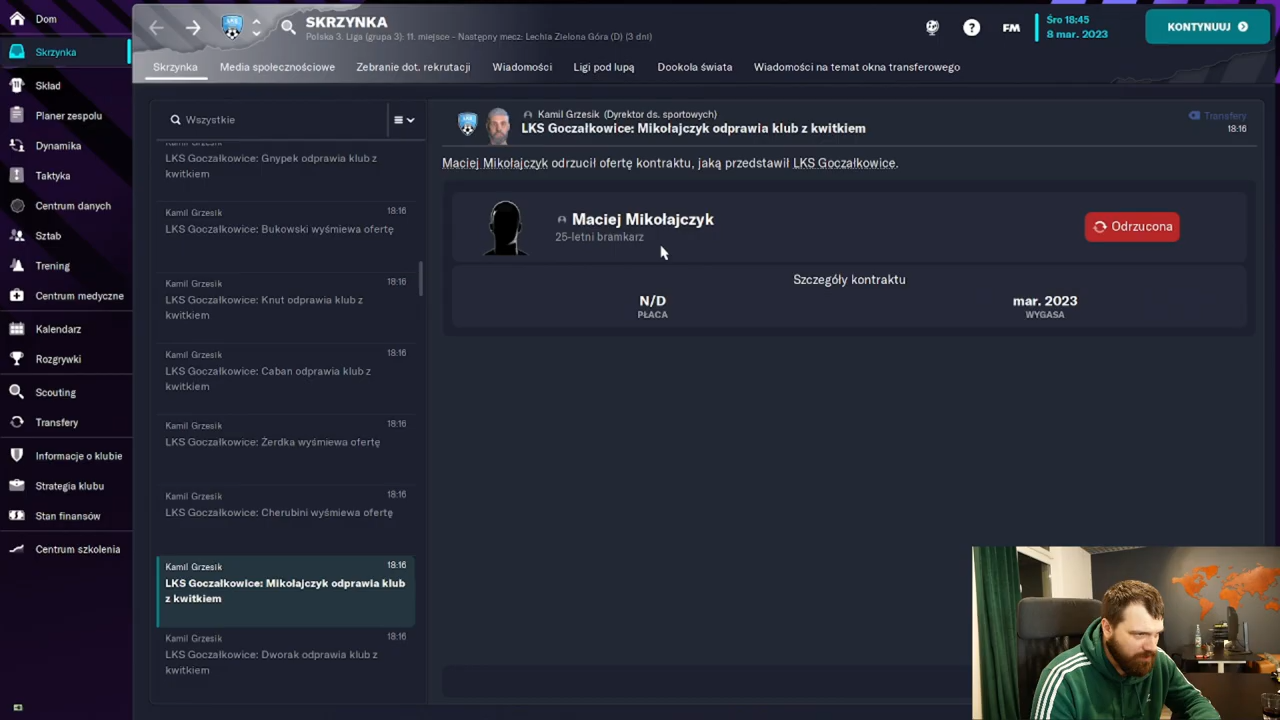 Dom
Skrzynka
Skład
Planer zespołu
Dynamika
Taktyka
Centrum danych
Sztab
Trening
Centrum medyczne
Kalendarz
Rozgrywki
Scouting
Transfery
Informacje o klubie
Strategia klubu
Stan finansów
Centrum szkolenia
SKRZYNKA
Polska 3. Liga (grupa 3): 11. miejsce - Następny mecz: Lechia Zielona Góra (D) (3 dni)
FM
Śro 18:45
8 mar. 2023
KONTYNUUJ
Skrzynka
Media społecznościowe
Zebranie dot. rekrutacji
Wiadomości
Ligi pod lupą
Dookoła świata
Wiadomości na temat okna transferowego
Wszystkie
LKS Goczałkowice: Gnypek odprawia klub z
kwitkiem
Kamil Grzesik 18:16
LKS Goczałkowice: Bukowski wyśmiewa ofertę
Kamil Grzesik 18:16
LKS Goczałkowice: Knut odprawia klub z
kwitkiem
Kamil Grzesik 18:16
LKS Goczałkowice: Caban odprawia klub z
kwitkiem
Kamil Grzesik 18:16
LKS Goczałkowice: Żerdka wyśmiewa ofertę
Kamil Grzesik 18:16
LKS Goczałkowice: Cherubini wyśmiewa ofertę
Kamil Grzesik 18:16
LKS Goczałkowice: Mikołajczyk odprawia klub
z kwitkiem
Kamil Grzesik 18:16
LKS Goczałkowice: Dworak odprawia klub z
kwitkiem
Kamil Grzesik (Dyrektor ds. sportowych)
LKS Goczałkowice: Mikołajczyk odprawia klub z kwitkiem
Transfery
18:16
Maciej Mikołajczyk odrzucił ofertę kontraktu, jaką przedstawił LKS Goczałkowice.
Maciej Mikołajczyk
25-letni bramkarz
Odrzucona
Szczegóły kontraktu
N/D
PŁACA
mar. 2023
WYGASA